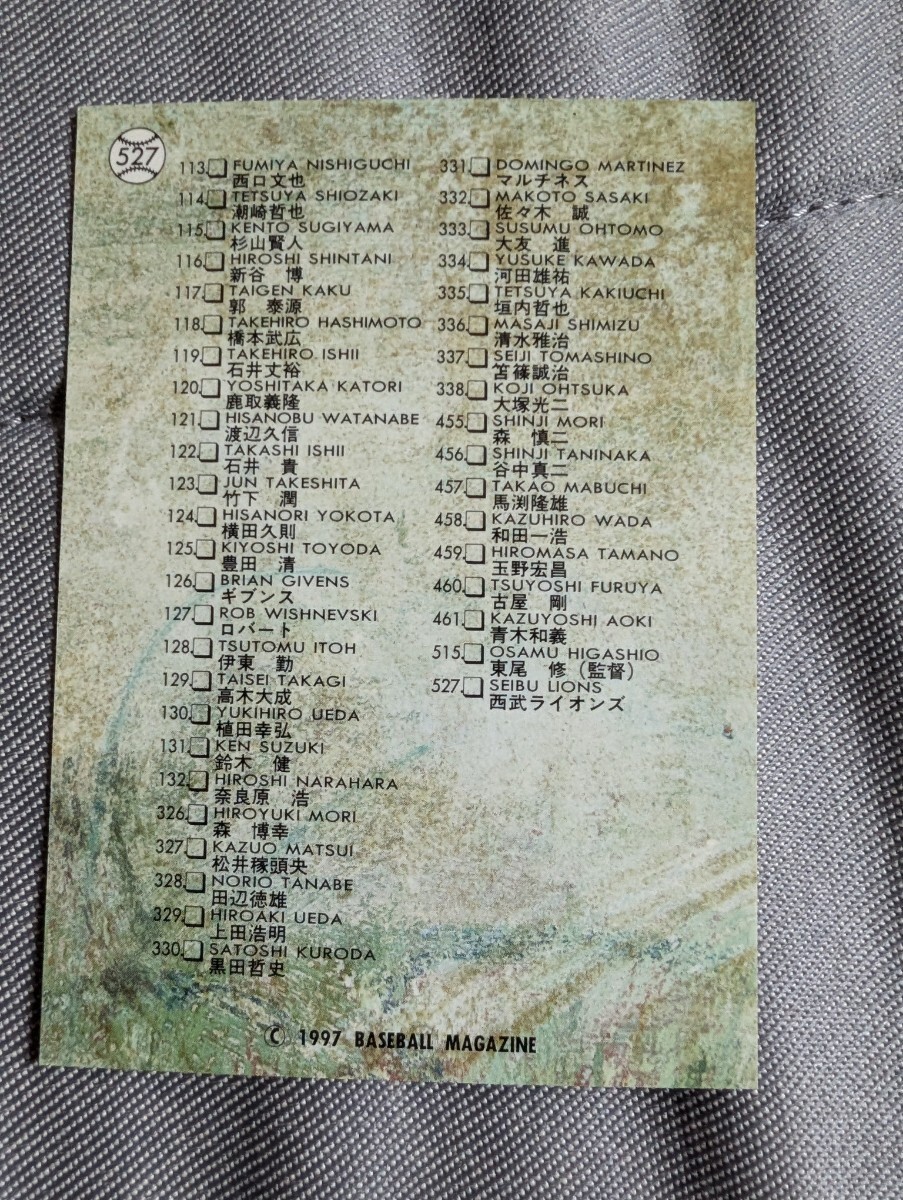 527
113. FUMIYA NISHIGUCHI
西口文也
114. TETSUYA SHIOZAKI
潮崎哲也
115. KENTO SUGIYAMA
杉山賢人
116. HIROSHI SHINTANI
新谷　博
117. TAIGEN KAKU
郭　泰源
118. TAKEHIRO HASHIMOTO
橋本武広
119. TAKEHIRO ISHII
石井丈裕
120. YOSHITAKA KATORI
鹿取義隆
121. HISANOBU WATANABE
渡辺久信
122. TAKASHI ISHII
石井　貴
123. JUN TAKESHITA
竹下　潤
124. HISANORI YOKOTA
横田久則
125. KIYOSHI TOYODA
豊田　清
126. BRIAN GIVENS
ギブンス
127. ROB WISHNEVSKI
ロバート
128. TSUTOMU ITOH
伊東　勤
129. TAISEI TAKAGI
高木大成
130. YUKIHIRO UEDA
植田幸弘
131. KEN SUZUKI
鈴木　健
132. HIROSHI NARAHARA
奈良原　浩
326. HIROYUKI MORI
森　博幸
327. KAZUO MATSUI
松井稼頭央
328. NORIO TANABE
田辺徳雄
329. HIROAKI UEDA
上田浩明
330. SATOSHI KURODA
黒田哲史
331. DOMINGO MARTINEZ
マルチネス
332. MAKOTO SASAKI
佐々木　誠
333. SUSUMU OHTOMO
大友　進
334. YUSUKE KAWADA
河田雄祐
335. TETSUYA KAKIUCHI
垣内哲也
336. MASAJI SHIMIZU
清水雅治
337. SEIJI TOMASHINO
笘篠誠治
338. KOJI OHTSUKA
大塚光二
455. SHINJI MORI
森　慎二
456. SHINJI TANINAKA
谷中真二
457. TAKAO MABUCHI
馬渕隆雄
458. KAZUHIRO WADA
和田一浩
459. HIROMASA TAMANO
玉野宏昌
460. TSUYOSHI FURUYA
古屋　剛
461. KAZUYOSHI AOKI
青木和義
515. OSAMU HIGASHIO
東尾　修（監督）
527. SEIBU LIONS
西武ライオンズ
© 1997 BASEBALL MAGAZINE